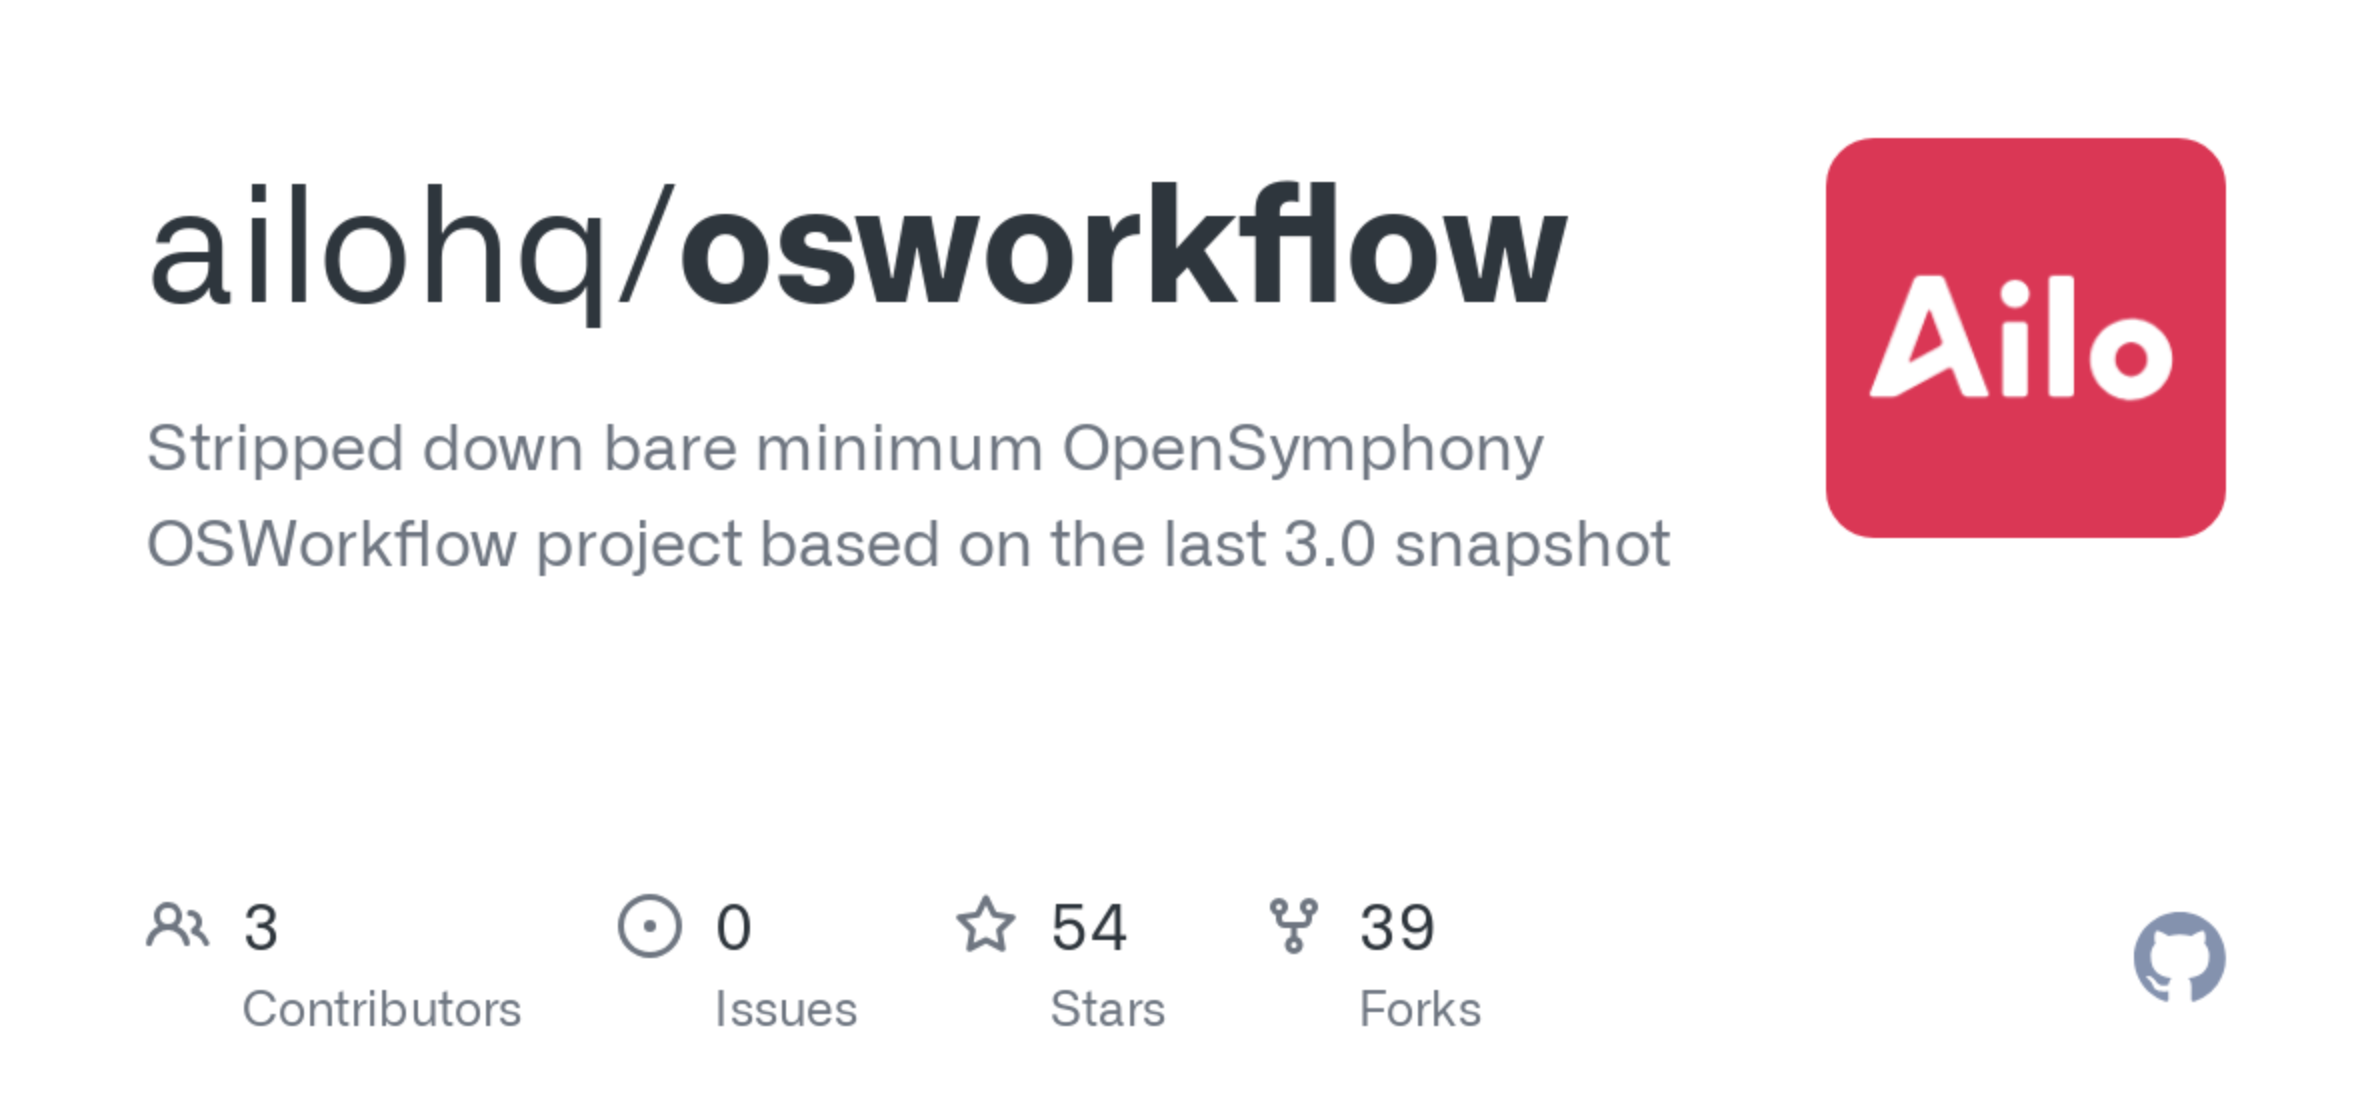 ailohq/osworkflow
Ailo
Stripped down bare minimum OpenSymphony
OSWorkflow project based on the last 3.0 snapshot
3
Contributors
0
Issues
54
Stars
39
Forks